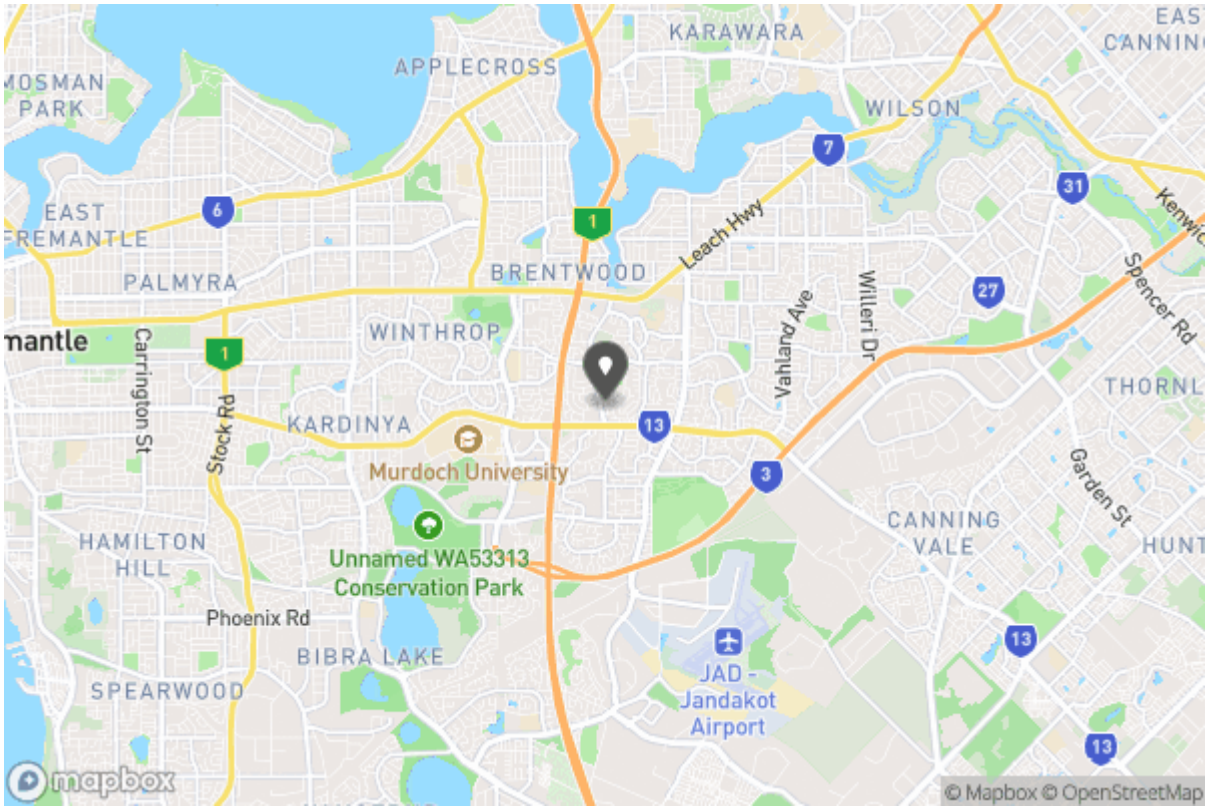 KARAWARA
EAS
CANNING
APPLECROSS
MOSMAN
PARK
WILSON
7
31
6
EAST
FREMANTLE
1
Kenwic
Leach Hwy
BRENTWOOD
PALMYRA
Spencer Rd
27
Willeri Dr
Vahland Ave
WINTHROP
mantle
Carrington St
1
THORNL
Stock Rd
KARDINYA
13
Murdoch University
3
Garden St
CANNING
VALE
HAMILTON
HILL
Unnamed WA53313
Conservation Park
HUNT
Phoenix Rd
13
BIBRA LAKE
JAD -
Jandakot
Airport
SPEARWOOD
13
mapbox
© Mapbox © OpenStreetMap